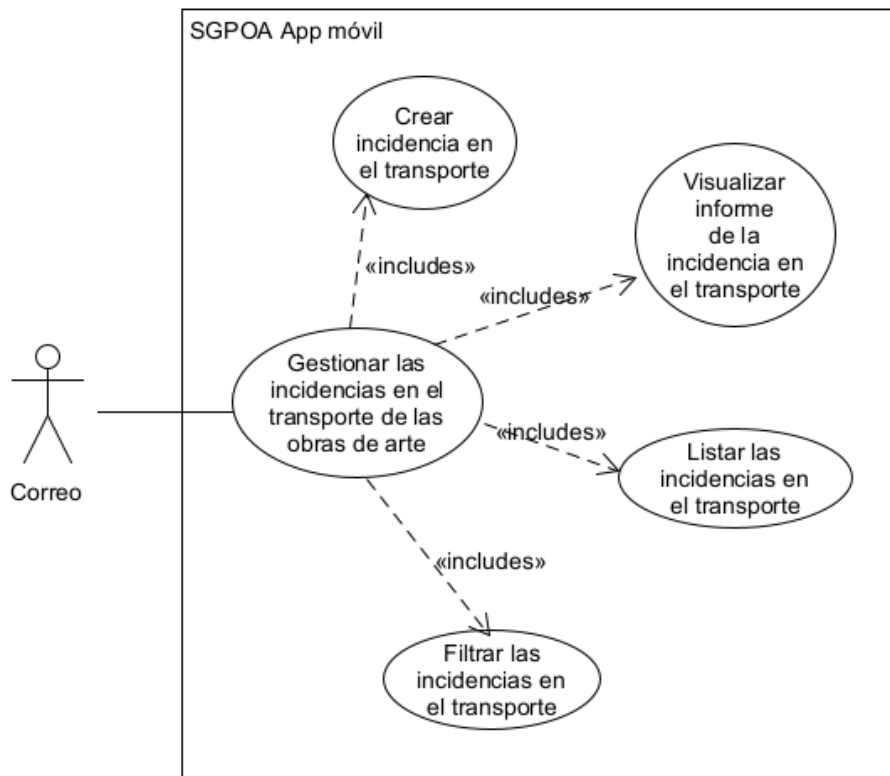 SGPOA App móvil
Crear
incidencia en
el transporte
Visualizar
informe
de la
incidencia en
el transporte
«includes»
«includes»
Gestionar las
incidencias en el
transporte de las
obras de arte
«includes»
Listar las
incidencias en
el transporte
Correo
«includes»
Filtrar las
incidencias en
el transporte